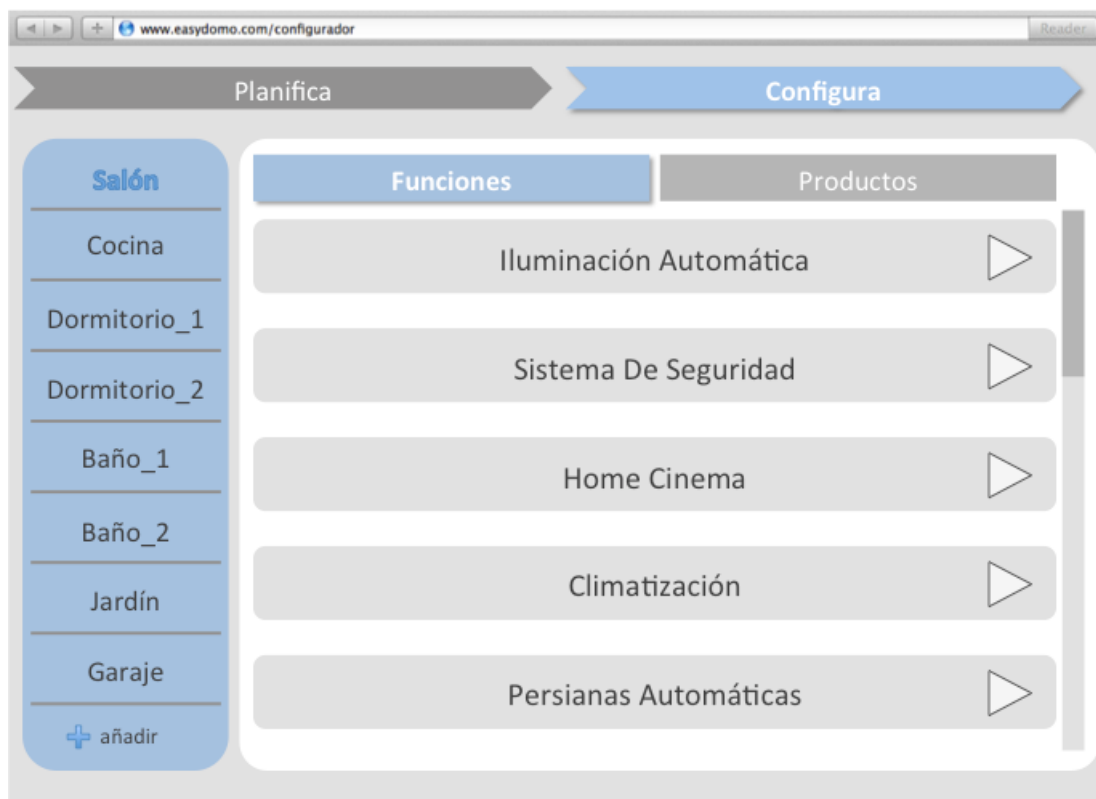 www.easydomo.com/configurador
Reader
Planifica
Configura
Salón
Cocina
Dormitorio_1
Dormitorio_2
Baño_1
Baño_2
Jardín
Garaje
añadir
Funciones
Productos
Iluminación Automática
Sistema De Seguridad
Home Cinema
Climatización
Persianas Automáticas